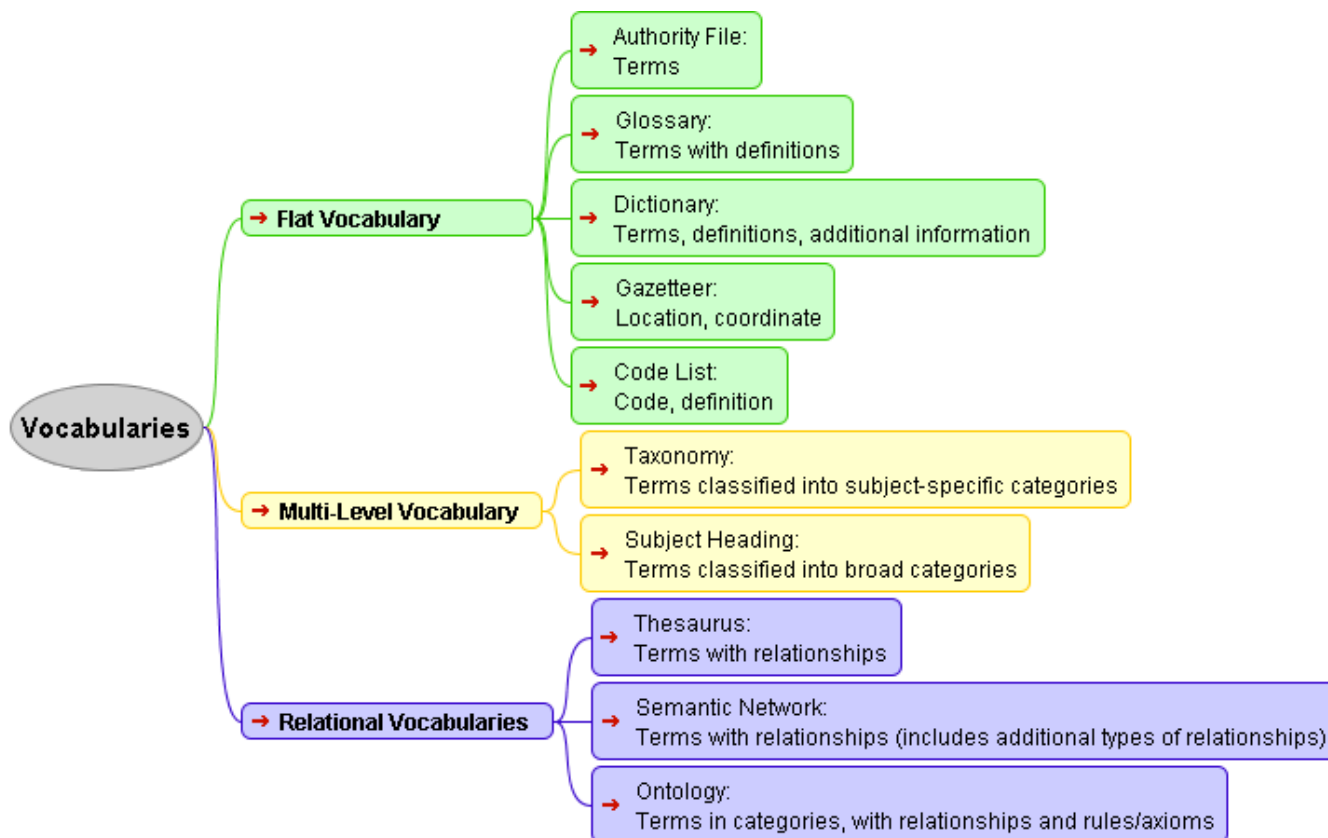 Vocabularies
Flat Vocabulary
Authority File:
Terms
Glossary:
Terms with definitions
Dictionary:
Terms, definitions, additional information
Gazetteer:
Location, coordinate
Code List:
Code, definition
Multi-Level Vocabulary
Taxonomy:
Terms classified into subject-specific categories
Subject Heading:
Terms classified into broad categories
Relational Vocabularies
Thesaurus:
Terms with relationships
Semantic Network:
Terms with relationships (includes additional types of relationships)
Ontology:
Terms in categories, with relationships and rules/axioms